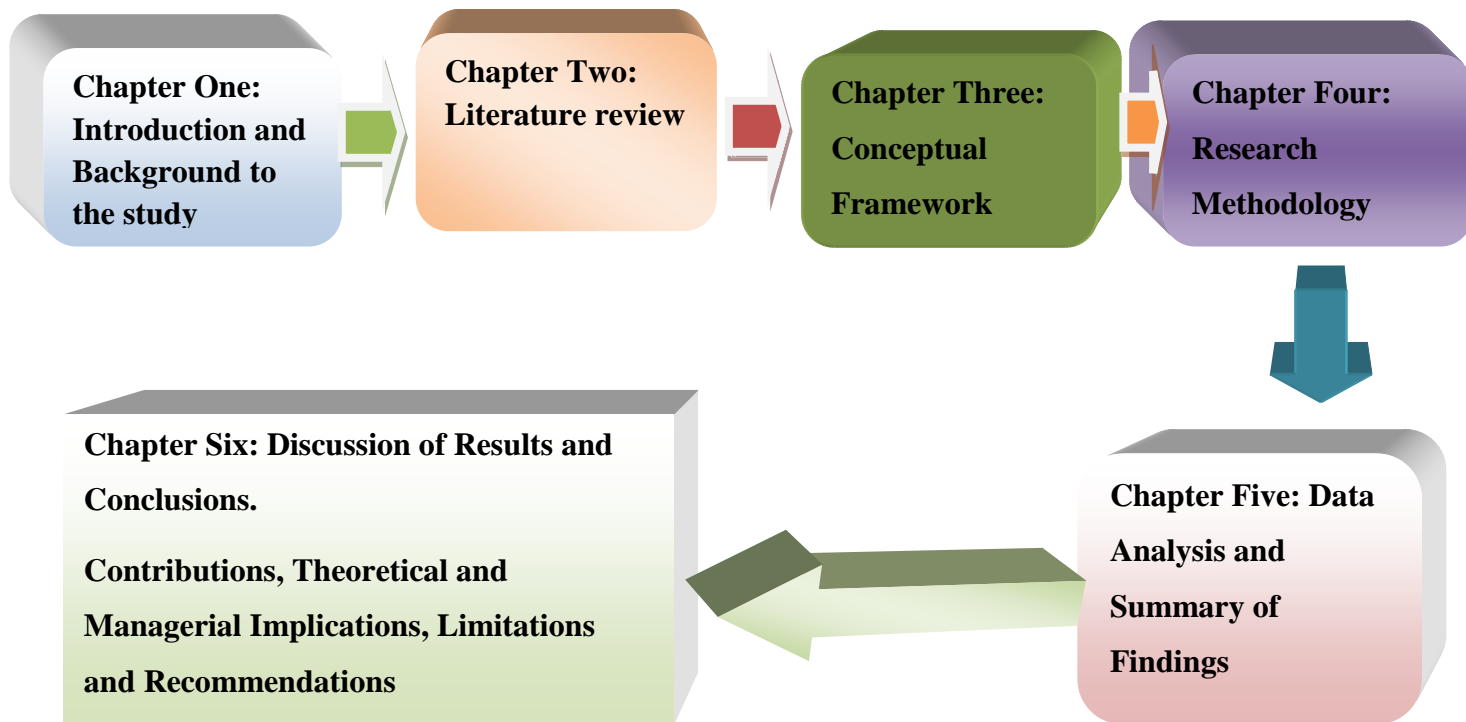 Chapter One:
Introduction and
Background to
the study
Chapter Two:
Literature review
Chapter Three:
Conceptual
Framework
Chapter Four:
Research
Methodology
Chapter Five: Data
Analysis and
Summary of
Findings
Chapter Six: Discussion of Results and
Conclusions.
Contributions, Theoretical and
Managerial Implications, Limitations
and Recommendations